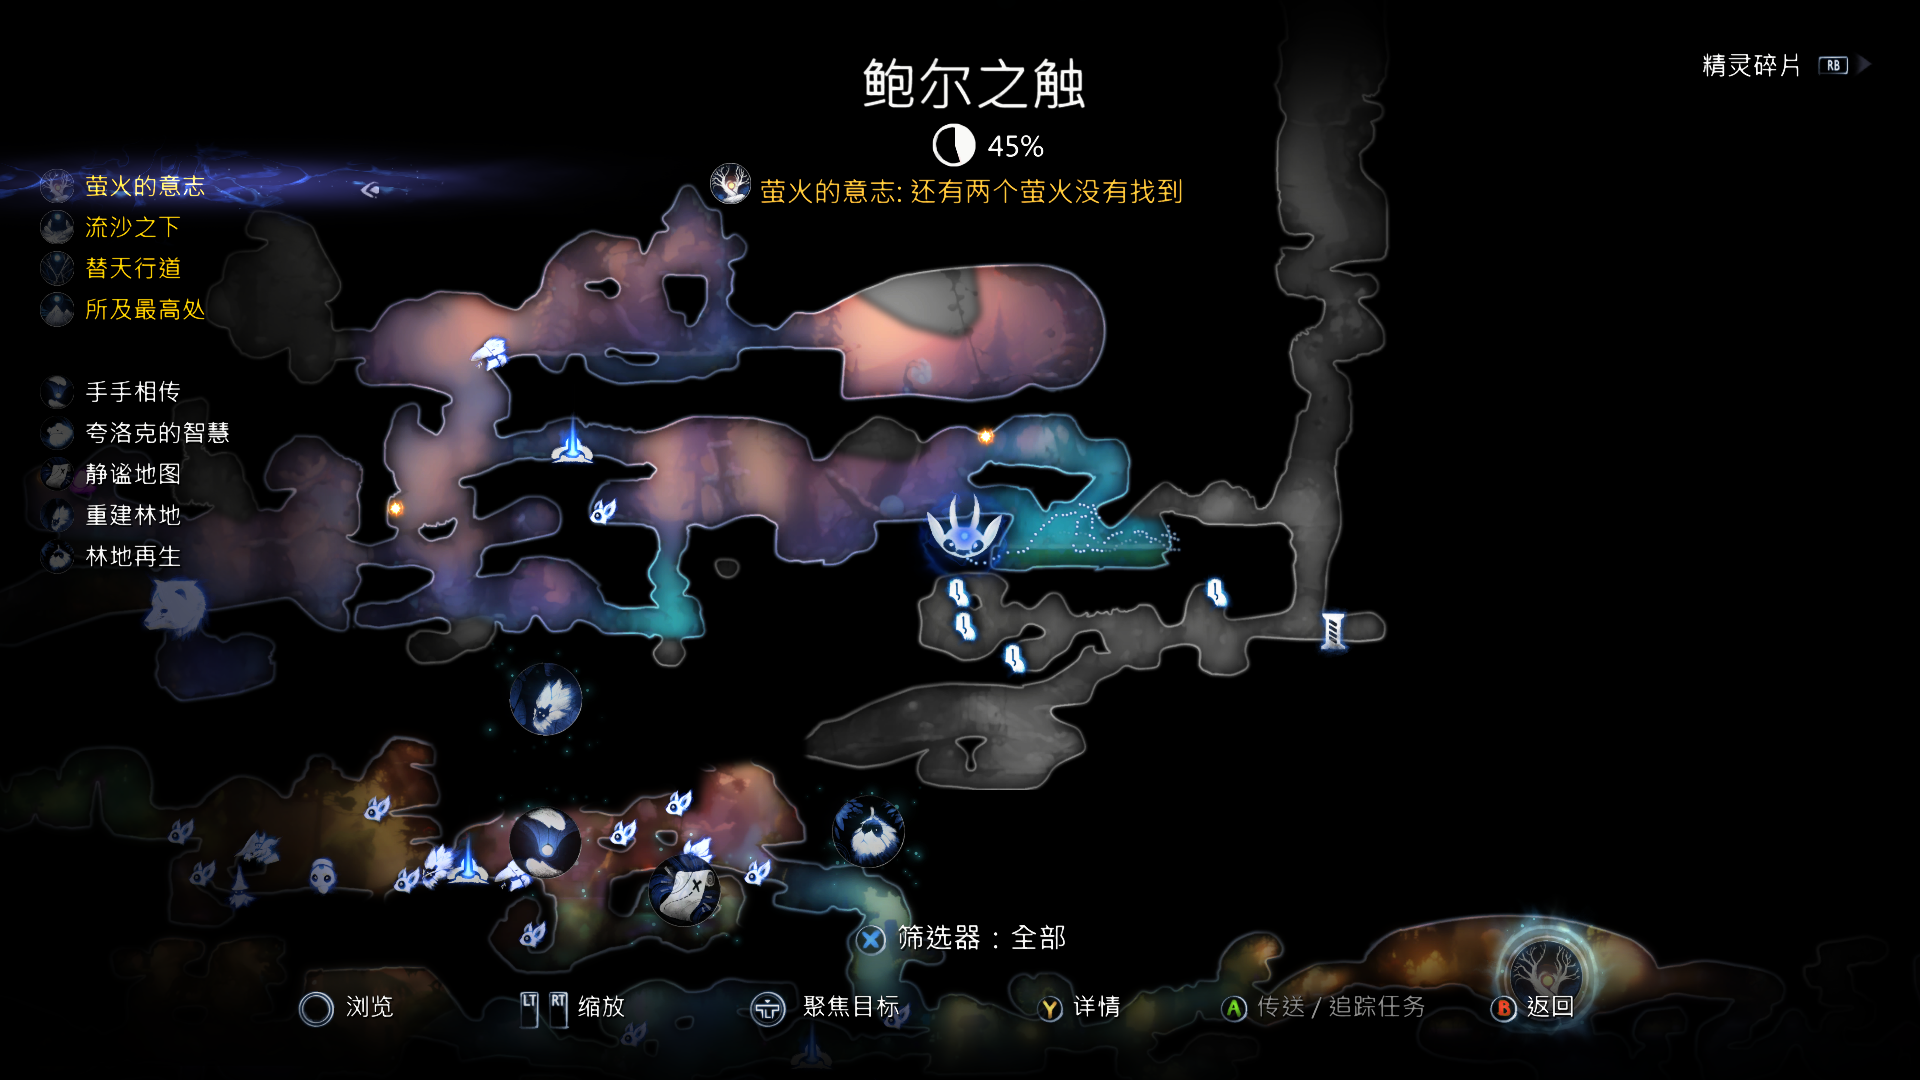 鲍尔之触
精灵碎片 RB
45%
萤火的意志: 还有两个萤火没有找到
萤火的意志
流沙之下
替天行道
所及最高处
手手相传
夸洛克的智慧
静谧地图
重建林地
林地再生
X 筛选器：全部
浏览
LT RT 缩放
聚焦目标
Y 详情
A 传送 / 追踪任务
B 返回